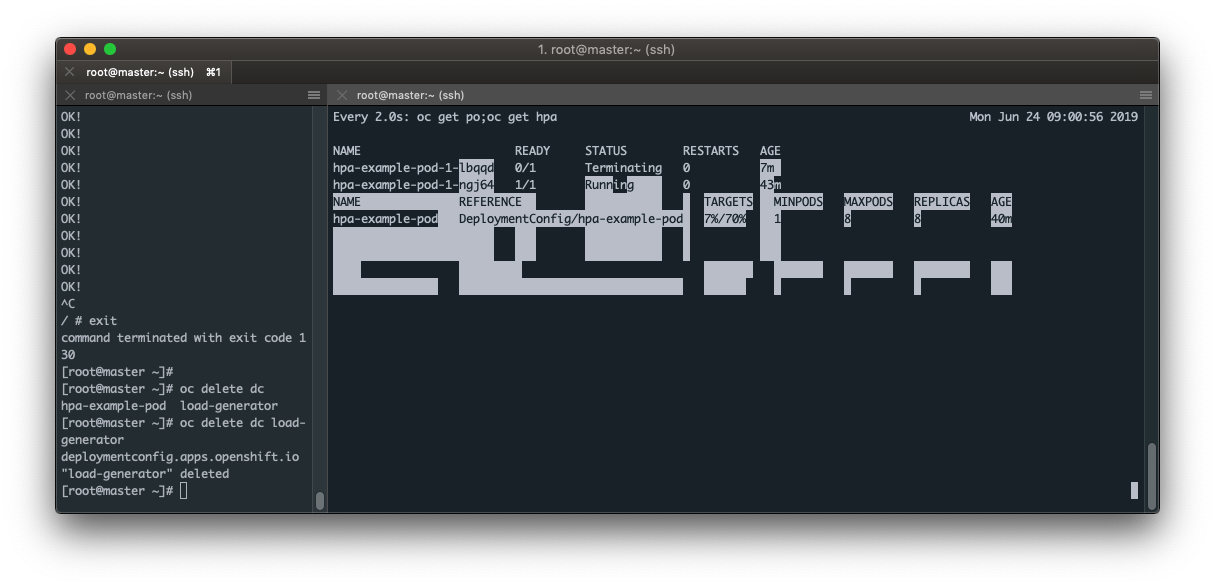 1. root@master:~ (ssh)
root@master:~ (ssh) ⌘1
root@master:~ (ssh)
OK!
OK!
OK!
OK!
OK!
OK!
OK!
OK!
OK!
OK!
OK!
^C
/ # exit
command terminated with exit code 1
30
[root@master ~]#
[root@master ~]# oc delete dc
hpa-example-pod  load-generator
[root@master ~]# oc delete dc load-
generator
deploymentconfig.apps.openshift.io
"load-generator" deleted
[root@master ~]#
root@master:~ (ssh)
Every 2.0s: oc get po;oc get hpa Mon Jun 24 09:00:56 2019
NAME READY STATUS RESTARTS AGE
hpa-example-pod-1-lbqqd 0/1 Terminating 0 7m
hpa-example-pod-1-ngj64 1/1 Running 0 43m
NAME REFERENCE TARGETS MINPODS MAXPODS REPLICAS AGE
hpa-example-pod DeploymentConfig/hpa-example-pod 7%/70% 1 8 8 40m